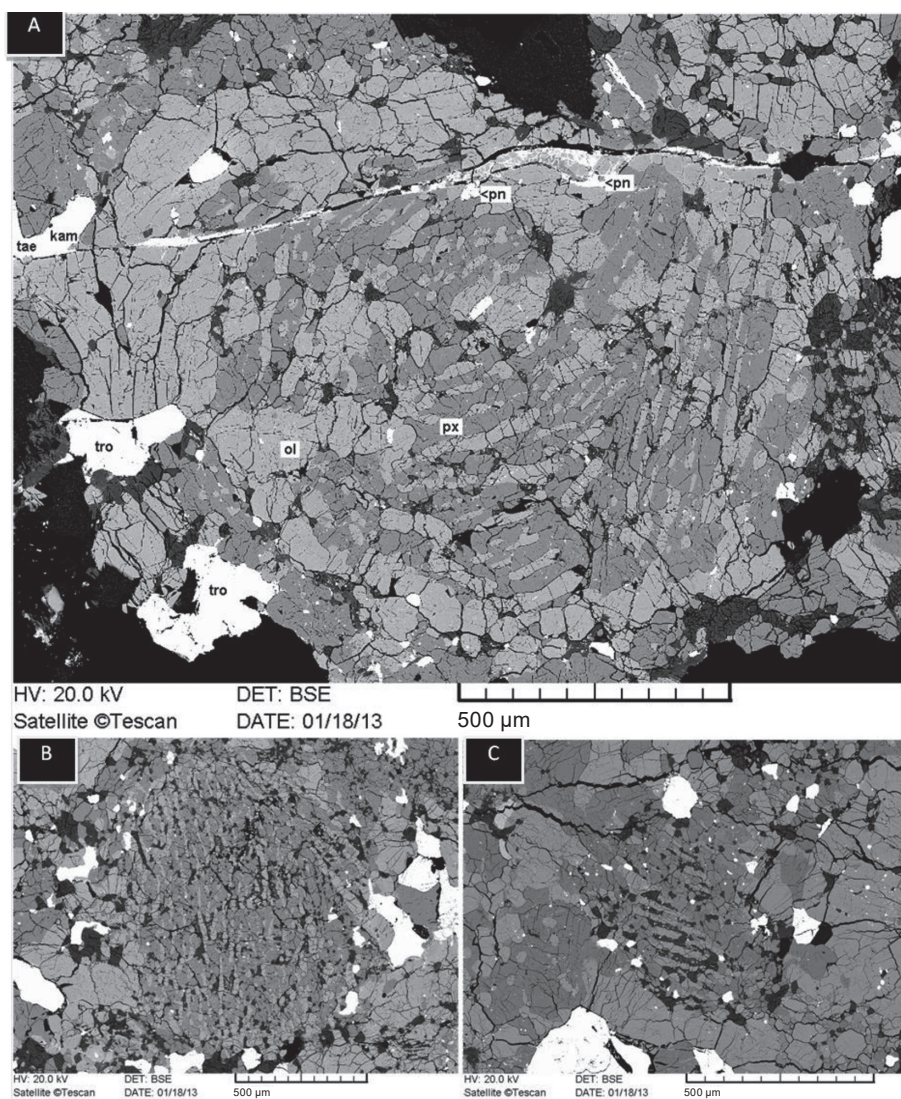 A
<pn
<pn
kam
tae
px
tro
ol
tro
HV: 20.0 kV DET: BSE
Satellite ©Tescan DATE: 01/18/13 500 µm
B
C
HV: 20.0 kV DET: BSE
Satellite ©Tescan DATE: 01/18/13 500 µm
HV: 20.0 kV DET: BSE
Satellite ©Tescan DATE: 01/18/13 500 µm